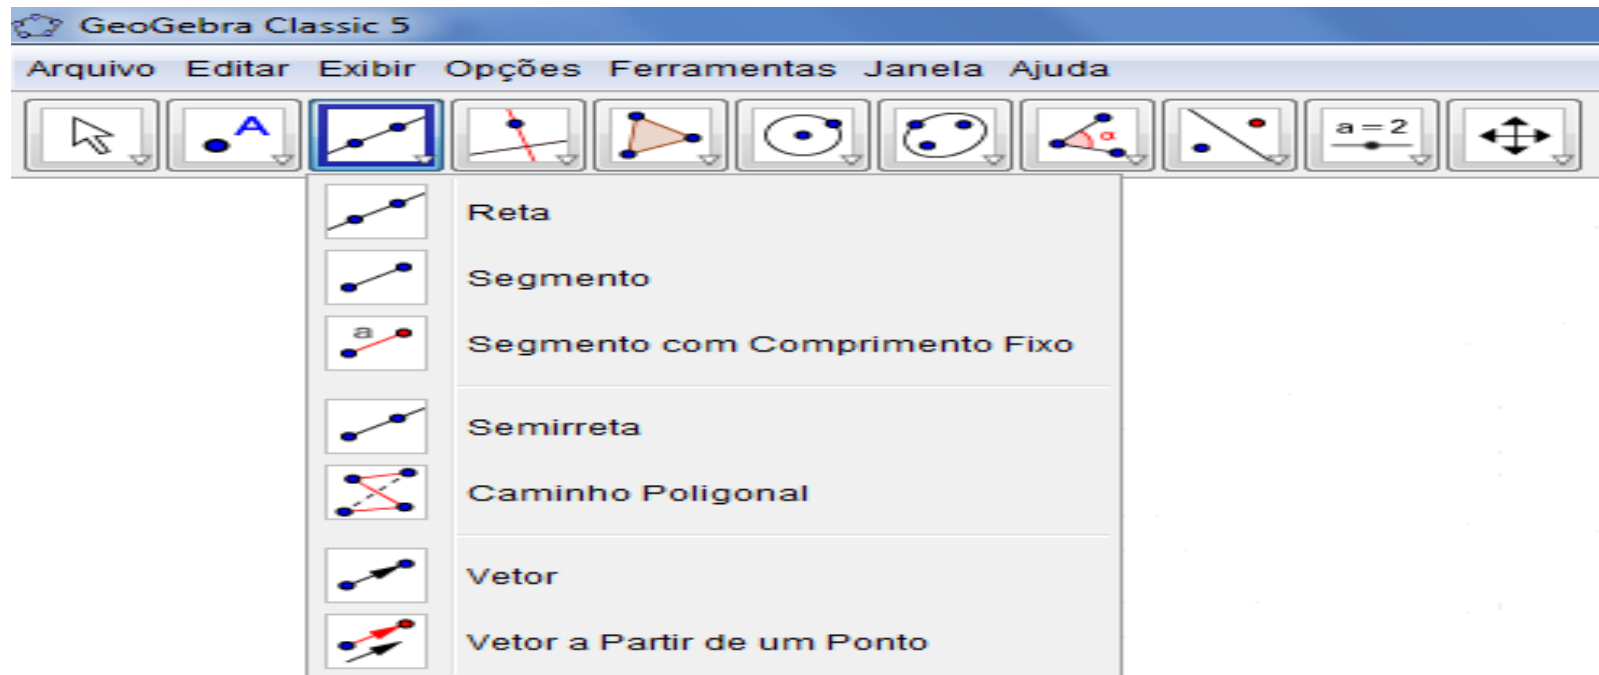 GeoGebra Classic 5
Arquivo Editar Exibir Opções Ferramentas Janela Ajuda
A α a = 2
Reta
Segmento
a
Segmento com Comprimento Fixo
Semirreta
Caminho Poligonal
Vetor
Vetor a Partir de um Ponto